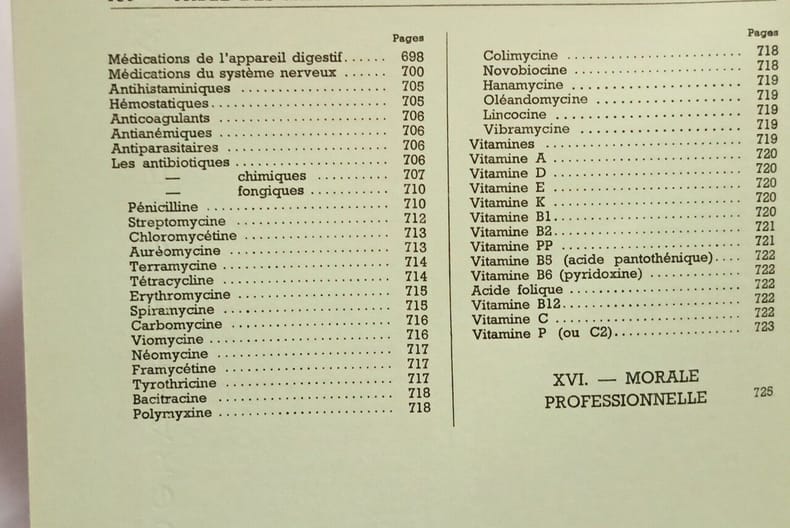 Pages
Médications de l'appareil digestif...... 698
Médications du système nerveux ...... 700
Antihistaminiques .................... 705
Hémostatiques......................... 705
Anticoagulants ....................... 706
Antianémiques ........................ 706
Antiparasitaires ..................... 706
Les antibiotiques .................... 706
— chimiques .......... 707
— fongiques .......... 710
Pénicilline .......................... 710
Streptomycine ........................ 712
Chloromycétine ....................... 713
Auréomycine .......................... 713
Terramycine .......................... 714
Tétracycline ......................... 714
Erythromycine ........................ 715
Spiramycine .......................... 715
Carbomycine .......................... 716
Viomycine ............................ 716
Néomycine ............................ 717
Framycétine .......................... 717
Tyrothricine ......................... 717
Bacitracine .......................... 718
Polymyxine ........................... 718
Pages
Colimycine ........................... 718
Novobiocine .......................... 718
Hanamycine ........................... 719
Oléandomycine ........................ 719
Lincocine ............................ 719
Vibramycine .......................... 719
Vitamines ............................ 719
Vitamine A ........................... 720
Vitamine D ........................... 720
Vitamine E ........................... 720
Vitamine K ........................... 720
Vitamine B1........................... 720
Vitamine B2........................... 721
Vitamine PP .......................... 721
Vitamine B5 (acide pantothénique).... 722
Vitamine B6 (pyridoxine) ............. 722
Acide folique ........................ 722
Vitamine B12.......................... 722
Vitamine C ........................... 722
Vitamine P (ou C2).................... 723
XVI. — MORALE
PROFESSIONNELLE 725